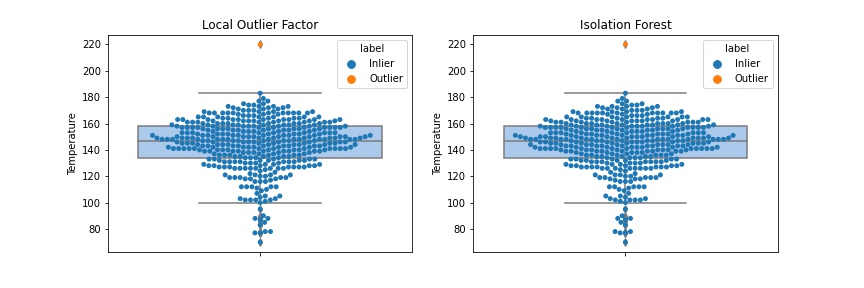 Local Outlier Factor
Temperature
220
200
180
160
140
120
100
80
label
Inlier
Outlier
Isolation Forest
Temperature
220
200
180
160
140
120
100
80
label
Inlier
Outlier